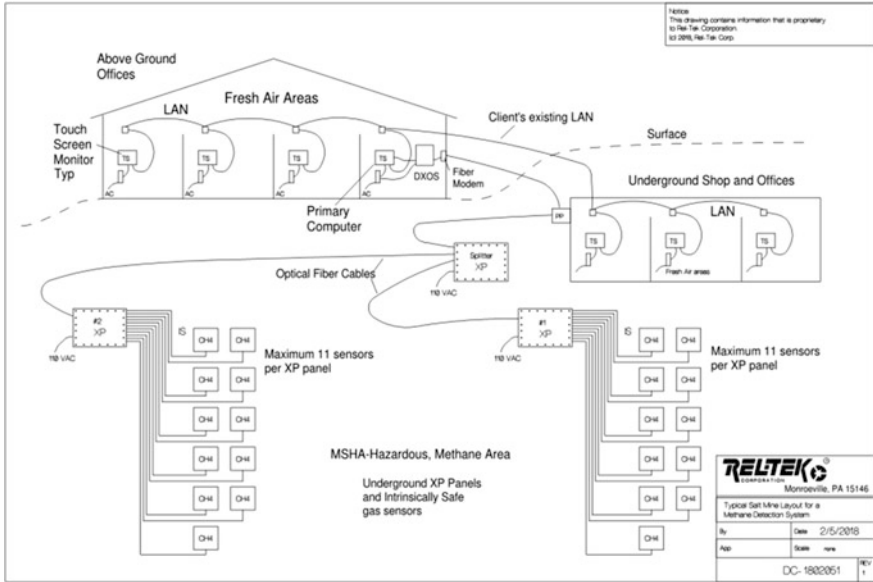 Notice:
This drawing contains information that is proprietary
to Rel-Tek Corporation.
(c) 2018, Rel-Tek Corp.
Above Ground
Offices
Fresh Air Areas
LAN
Client's existing LAN
Touch
Screen
Monitor
Typ
TS
TS
TS
TS
DXOS
Fiber
Modem
AC
AC
AC
AC
Primary
Computer
Surface
Underground Shop and Offices
PP
LAN
TS
TS
TS
Fresh Air areas
Splitter
XP
110 VAC
Optical Fiber Cables
#2
XP
110 VAC
IS
CH4
CH4
CH4
CH4
CH4
CH4
CH4
CH4
CH4
CH4
CH4
Maximum 11 sensors
per XP panel
#1
XP
110 VAC
IS
CH4
CH4
CH4
CH4
CH4
CH4
CH4
CH4
CH4
CH4
CH4
Maximum 11 sensors
per XP panel
MSHA-Hazardous, Methane Area
Underground XP Panels
and Intrinsically Safe
gas sensors
RELTEK
CORPORATION
Monroeville, PA 15146
Typical Salt Mine Layout for a
Methane Detection System
By
Date 2/5/2018
App
Scale none
DC-1802051
REV
1